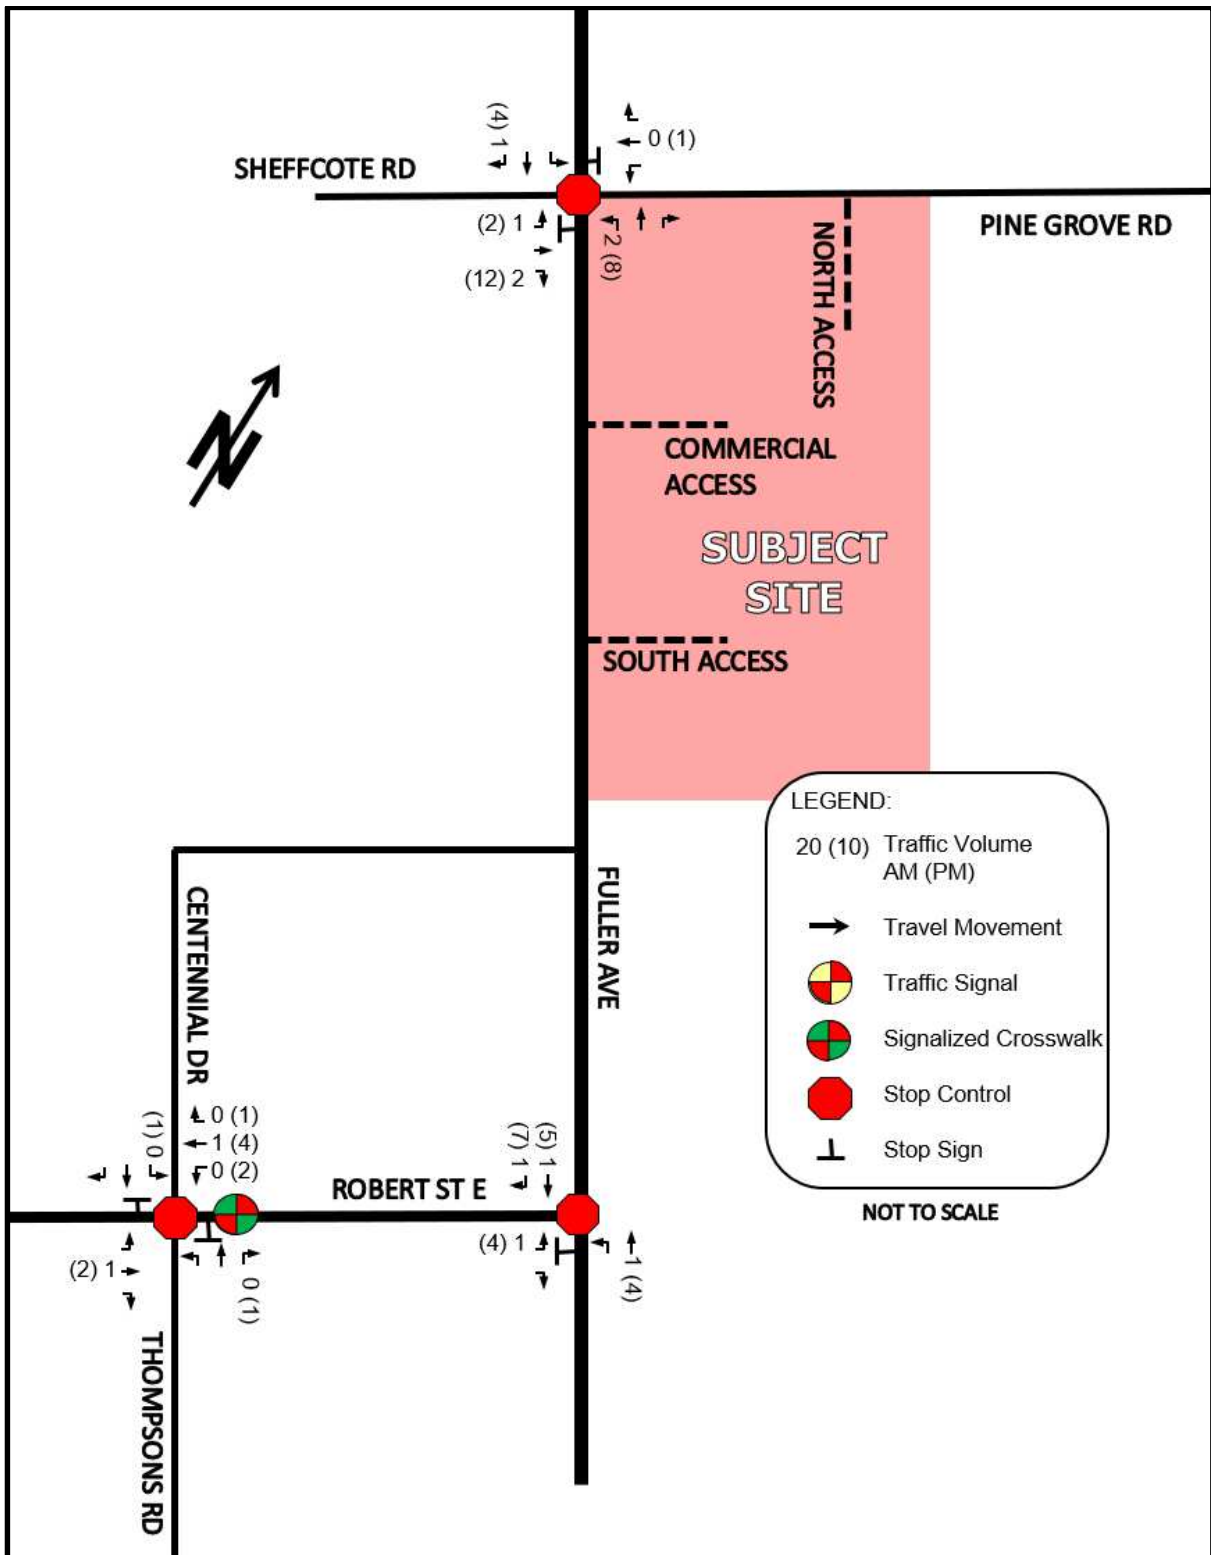 (4) 1
0 (1)
SHEFFCOTE RD
PINE GROVE RD
(2) 1
2 (8)
(12) 2
NORTH ACCESS
N
COMMERCIAL
ACCESS
SUBJECT
SITE
SOUTH ACCESS
LEGEND:
20 (10) Traffic Volume
AM (PM)
Travel Movement
Traffic Signal
Signalized Crosswalk
Stop Control
Stop Sign
NOT TO SCALE
FULLER AVE
CENTENNIAL DR
(1) 0
0 (1)
1 (4)
0 (2)
(7) 1
(5) 1
ROBERT ST E
(2) 1
0 (1)
(4) 1
1 (4)
THOMPSONS RD